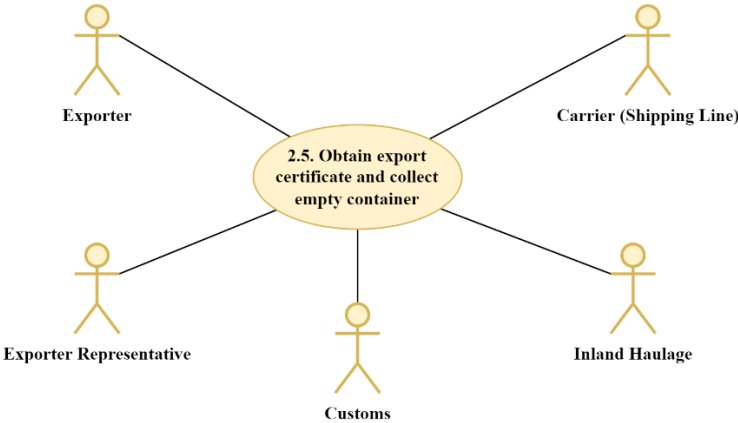 Exporter
Carrier (Shipping Line)
2.5. Obtain export
certificate and collect
empty container
Exporter Representative
Inland Haulage
Customs